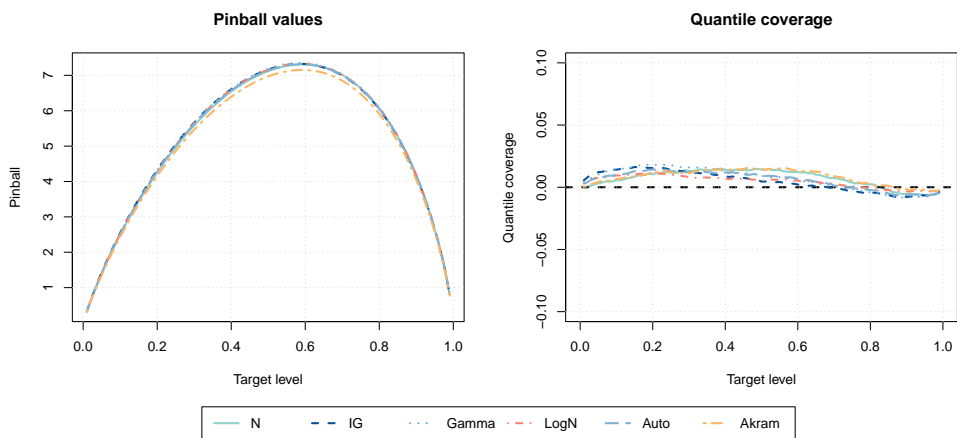 Pinball values
Pinball
1 2 3 4 5 6 7
0.0 0.2 0.4 0.6 0.8 1.0
Target level
Quantile coverage
Quantile coverage
−0.10 −0.05 0.00 0.05 0.10
0.0 0.2 0.4 0.6 0.8 1.0
Target level
N IG Gamma LogN Auto Akram